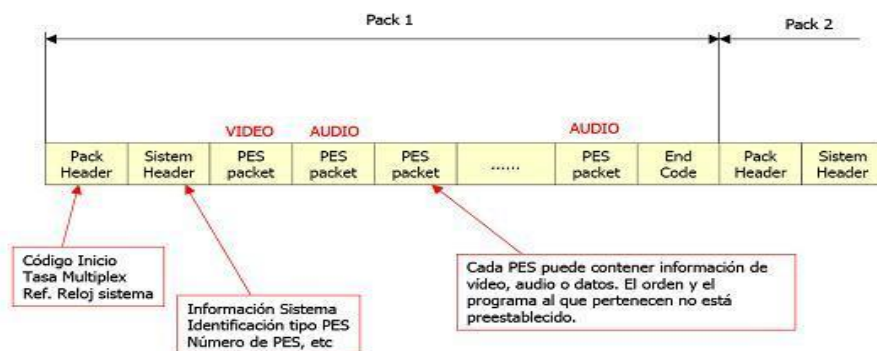 Pack 1
Pack 2
VIDEO
AUDIO
AUDIO
Pack
Header
Sistem
Header
PES
packet
PES
packet
PES
packet
......
PES
packet
End
Code
Pack
Header
Sistem
Header
Código Inicio
Tasa Multiplex
Ref. Reloj sistema
Información Sistema
Identificación tipo PES
Número de PES, etc
Cada PES puede contener información de
vídeo, audio o datos. El orden y el
programa al que pertenecen no está
preestablecido.